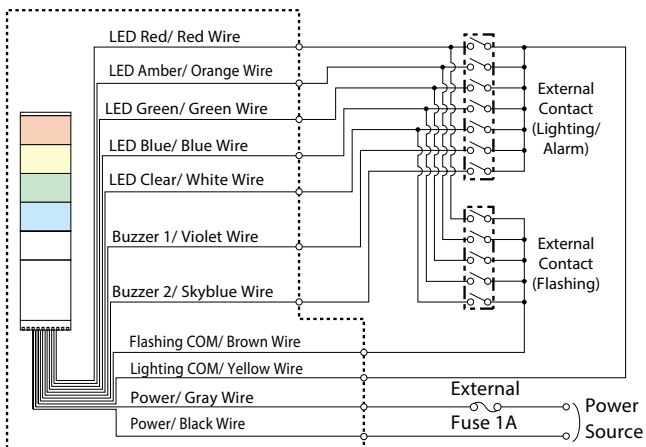 LED Red/ Red Wire
LED Amber/ Orange Wire
LED Green/ Green Wire
LED Blue/ Blue Wire
LED Clear/ White Wire
Buzzer 1/ Violet Wire
Buzzer 2/ Skyblue Wire
Flashing COM/ Brown Wire
Lighting COM/ Yellow Wire
Power/ Gray Wire
Power/ Black Wire
External
Contact
(Lighting/
Alarm)
External
Contact
(Flashing)
External
Fuse 1A
Power
Source